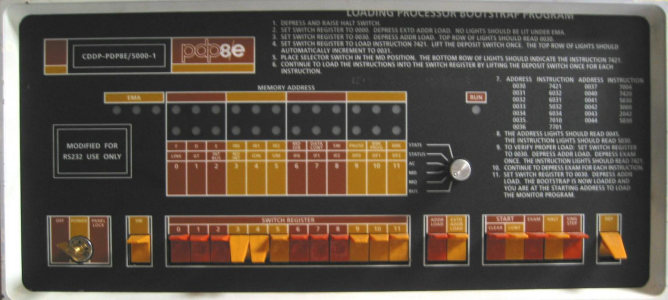 LOADING PROCESSOR BOOTSTRAP PROGRAM
1. DEPRESS AND RAISE HALT SWITCH.
2. SET SWITCH REGISTER TO 0000. DEPRESS EXTD ADDR LOAD. NO LIGHTS SHOULD BE LIT UNDER EMA.
3. SET SWITCH REGISTER TO 0030. DEPRESS ADDR LOAD. TOP ROW OF LIGHTS SHOULD READ 0030.
4. SET SWITCH REGISTER TO LOAD INSTRUCTION 7421. LIFT THE DEPOSIT SWITCH ONCE. THE TOP ROW OF LIGHTS SHOULD
AUTOMATICALLY INCREMENT TO 0031.
5. PLACE SELECTOR SWITCH IN THE MD POSITION. THE BOTTOM ROW OF LIGHTS SHOULD INDICATE THE INSTRUCTION 7421.
6. CONTINUE TO LOAD THE INSTRUCTIONS INTO THE SWITCH REGISTER BY LIFTING THE DEPOSIT SWITCH ONCE FOR EACH
INSTRUCTION.
CDDP-PDP8E/5000-1
pdp8e
7. ADDRESS INSTRUCTION ADDRESS INSTRUCTION
0030 7421 0037 7006
0031 6032 0040 7420
0032 6031 0041 5036
0033 5032 0042 3000
0034 6034 0043 2042
0035 7010 0044 5030
0036 7701
8. THE ADDRESS LIGHTS SHOULD READ 0045.
THE INSTRUCTION LIGHTS SHOULD READ 5030.
9. TO VERIFY PROPER LOAD. SET SWITCH REGISTER
TO 0030. DEPRESS ADDR LOAD. DEPRESS EXAM
ONCE. THE INSTRUCTION LIGHTS SHOULD READ 7421.
10. CONTINUE TO DEPRESS EXAM FOR EACH INSTRUCTION.
11. SET SWITCH REGISTER TO 0030. DEPRESS ADDR
LOAD. THE BOOTSTRAP IS NOW LOADED AND
YOU ARE AT THE STARTING ADDRESS TO LOAD
THE MONITOR PROGRAM.
MEMORY ADDRESS
EMA
RUN
MODIFIED FOR
RS232 USE ONLY
0 1 2 3 4 5 6 7 8 9 10 11
STATE
STATUS
AC
MB
MQ
BUS
OFF POWER PANEL LOCK
SW
SWITCH REGISTER
0 1 2 3 4 5 6 7 8 9 10 11
ADDR LOAD
EXTD ADDR LOAD
START
CLEAR CONT EXAM HALT SING STEP
DEP